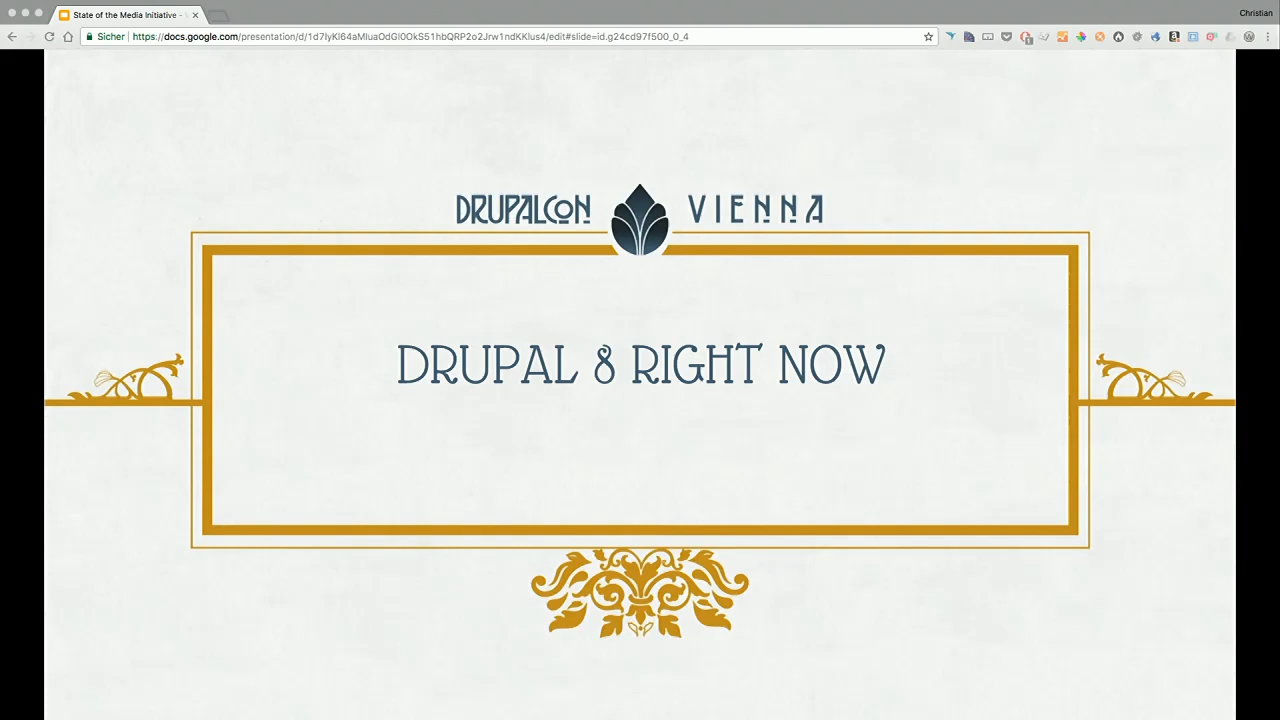 State of the Media Initiative -
Christian
Sicher
https://docs.google.com/presentation/d/1d7IyKl64aMluaOdGl0OkS51hbQRP2o2Jrw1ndKKlus4/edit#slide=id.g24cd97f500_0_4
DRUPALCON VIENNA
DRUPAL 8 RIGHT NOW